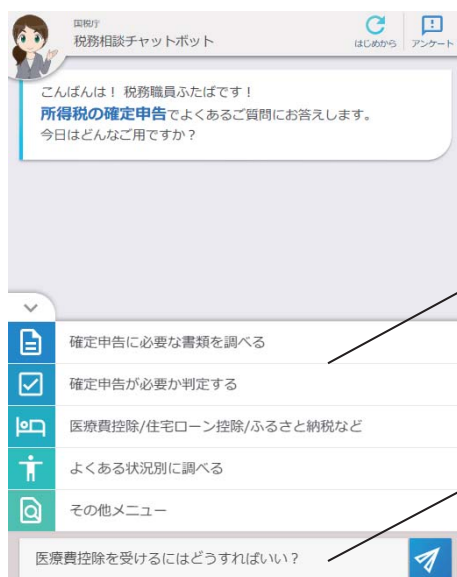 国税庁
税務相談チャットボット
はじめから
アンケート
こんばんは！ 税務職員ふたばです！
所得税の確定申告でよくあるご質問にお答えします。
今日はどんなご用ですか？
確定申告に必要な書類を調べる
確定申告が必要か判定する
医療費控除/住宅ローン控除/ふるさと納税など
よくある状況別に調べる
その他メニュー
医療費控除を受けるにはどうすればいい？